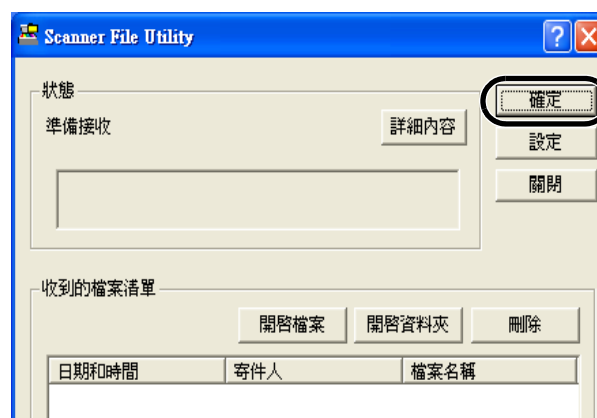 Scanner File Utility
狀態
準備接收
詳細內容
確定
設定
關閉
收到的檔案清單
開啓檔案 開啓資料夾 刪除
日期和時間 寄件人 檔案名稱